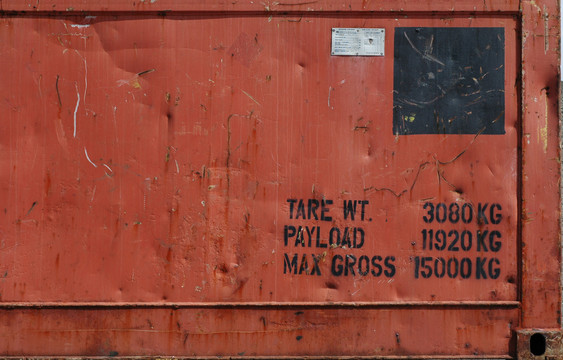 TARE WT. 3080 KG
PAYLOAD 11920 KG
MAX GROSS 15000 KG